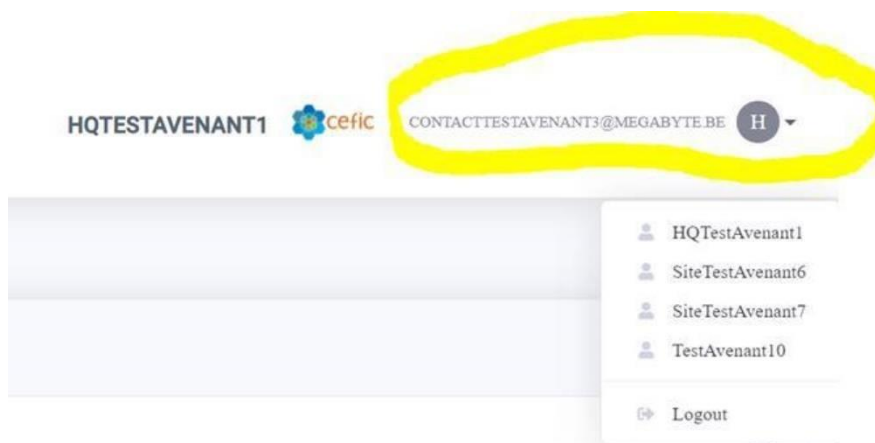 HQTESTAVENANT1 cefic CONTACTTESTAVENANT3@MEGABYTE.BE H
HQTestAvenant1
SiteTestAvenant6
SiteTestAvenant7
TestAvenant10
Logout